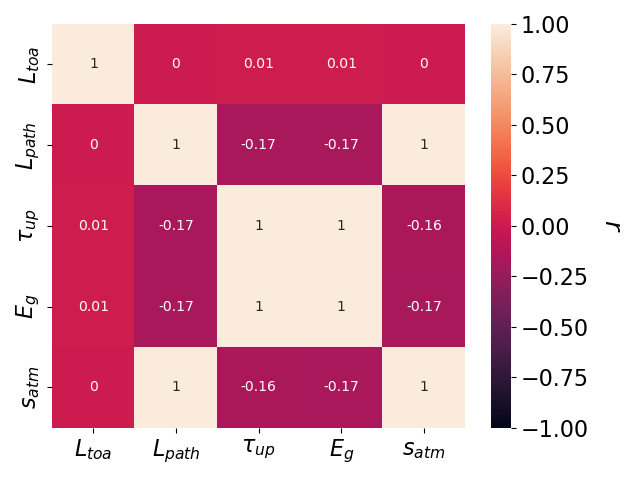 L_toa 1 0 0.01 0.01 0
L_path 0 1 -0.17 -0.17 1
τ_up 0.01 -0.17 1 1 -0.16
E_g 0.01 -0.17 1 1 -0.17
s_atm 0 1 -0.16 -0.17 1
L_toa L_path τ_up E_g s_atm
1.00
0.75
0.50
0.25
0.00
−0.25
−0.50
−0.75
−1.00
r